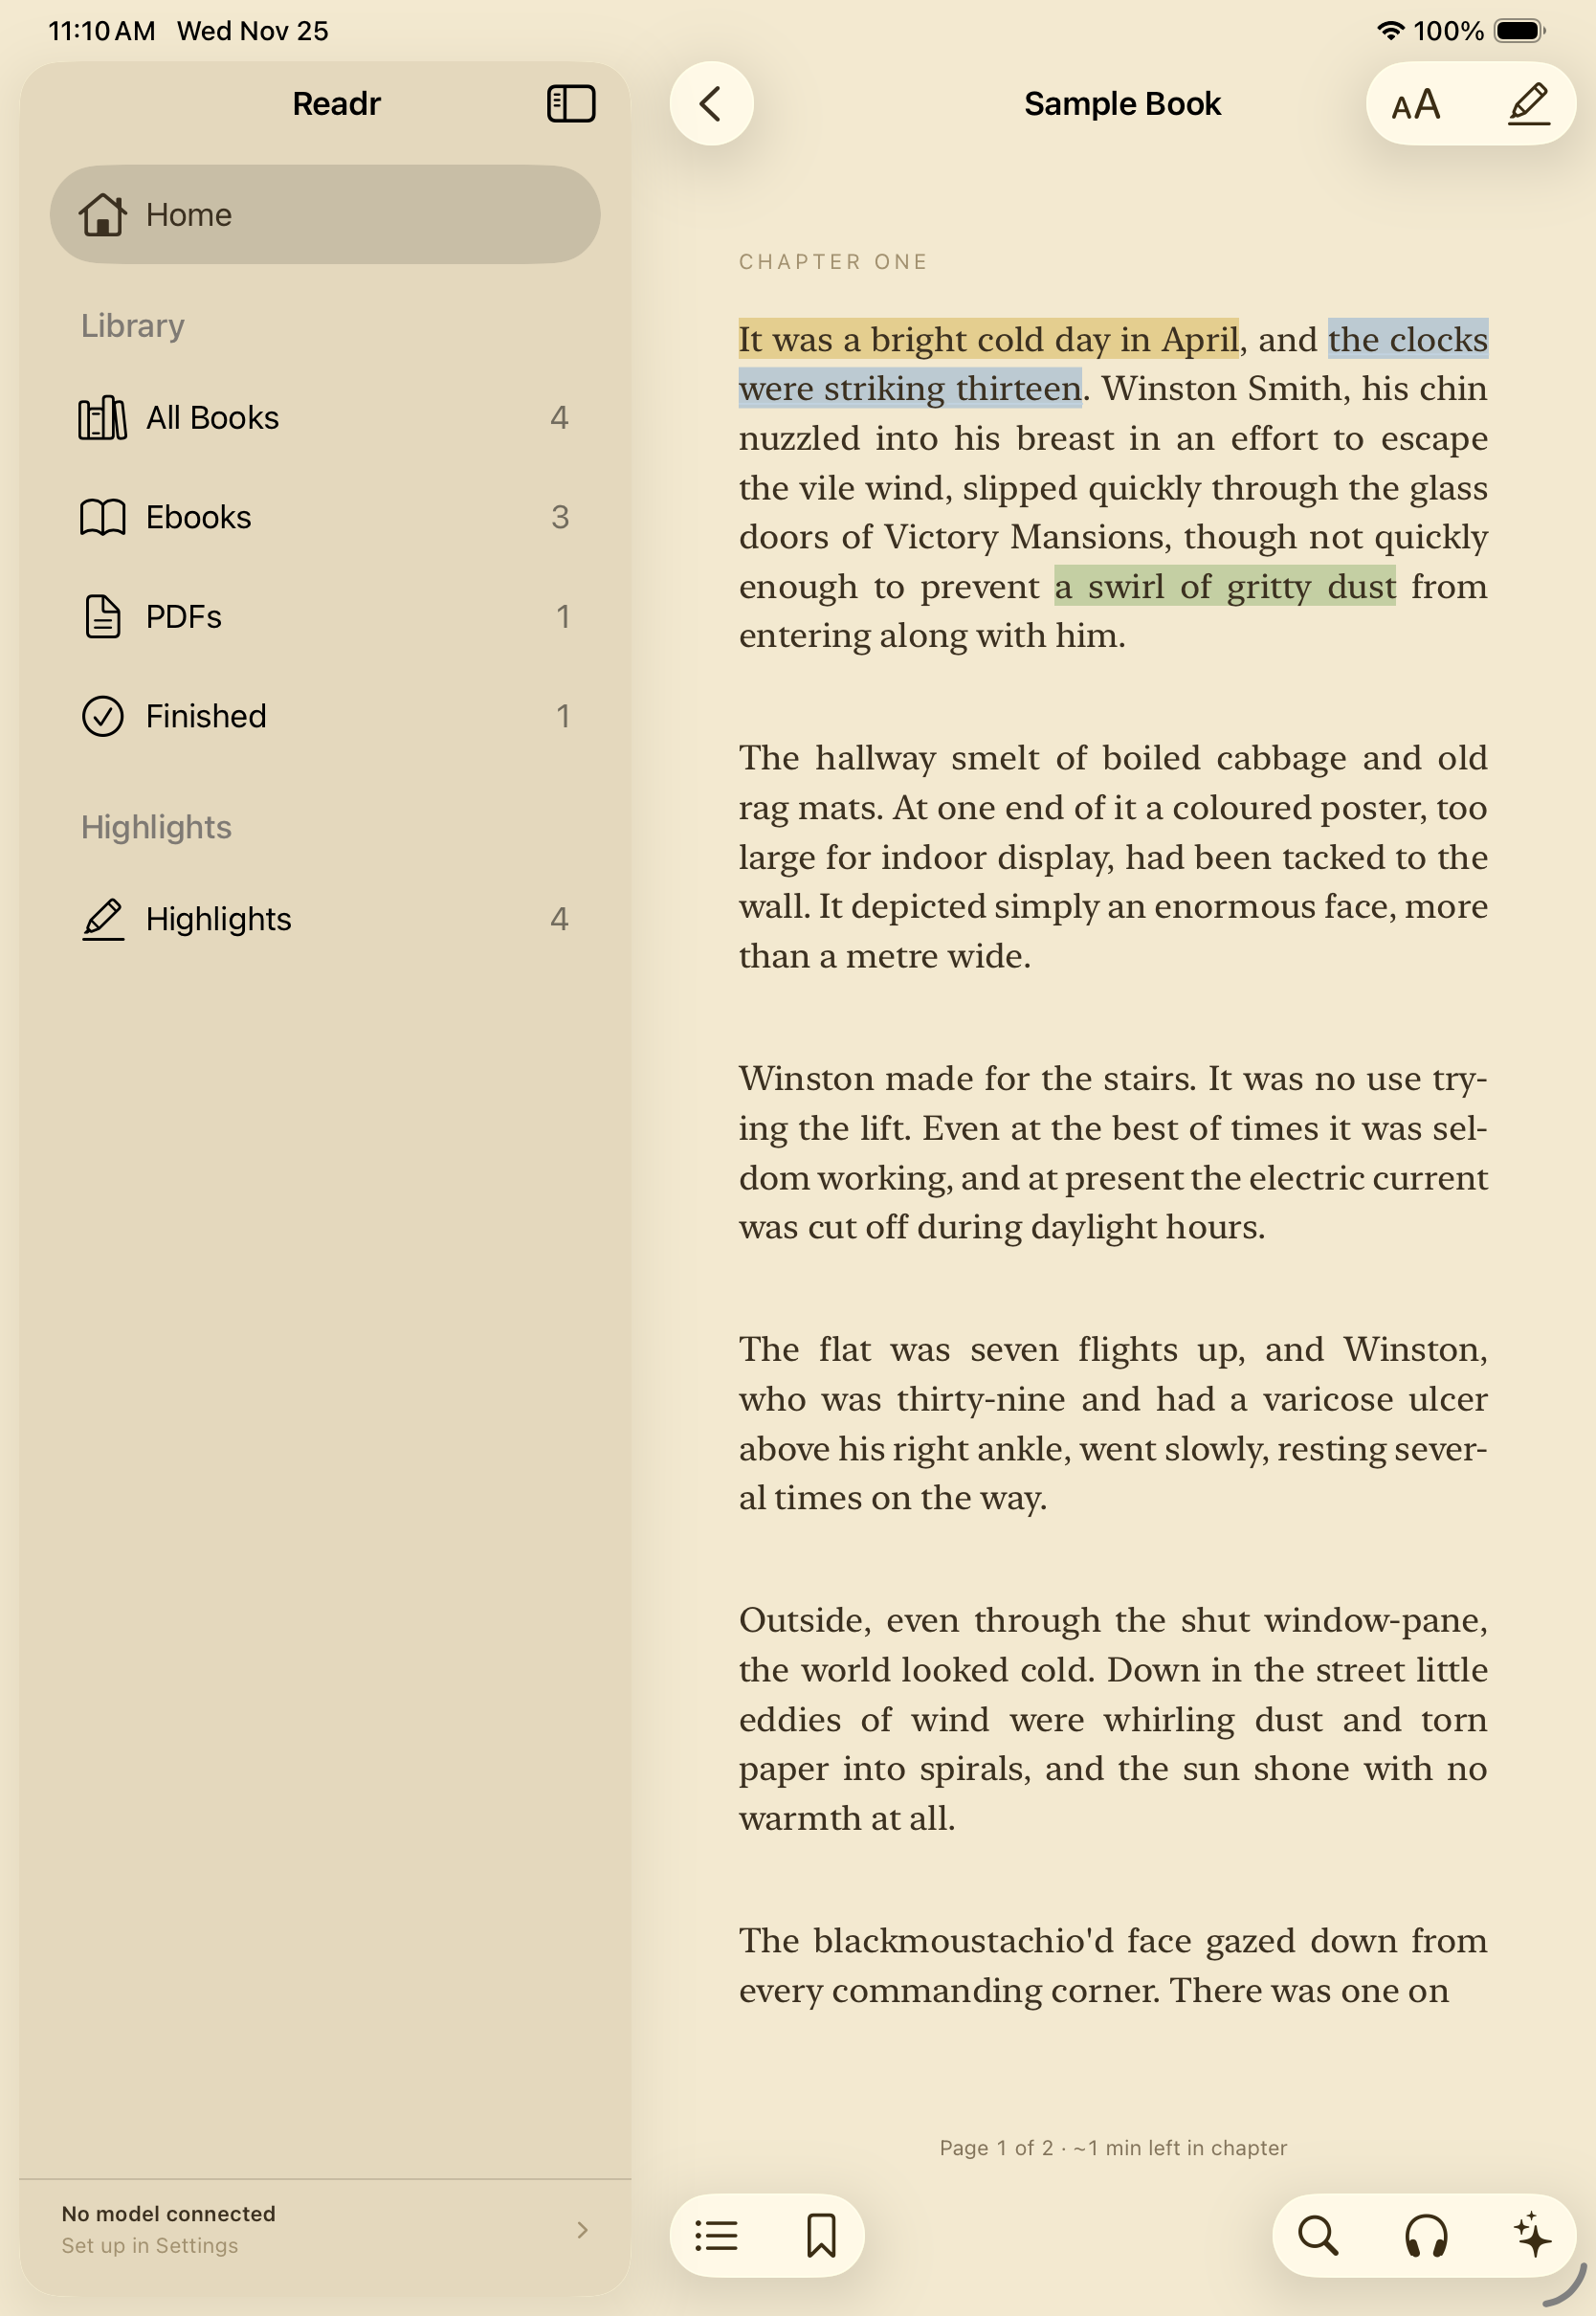 11:10 AM Wed Nov 25
100%
Readr
Home
Library
All Books 4
Ebooks 3
PDFs 1
Finished 1
Highlights
Highlights 4
No model connected
Set up in Settings
Sample Book
AA
CHAPTER ONE
It was a bright cold day in April, and the clocks
were striking thirteen. Winston Smith, his chin
nuzzled into his breast in an effort to escape
the vile wind, slipped quickly through the glass
doors of Victory Mansions, though not quickly
enough to prevent a swirl of gritty dust from
entering along with him.
The hallway smelt of boiled cabbage and old
rag mats. At one end of it a coloured poster, too
large for indoor display, had been tacked to the
wall. It depicted simply an enormous face, more
than a metre wide.
Winston made for the stairs. It was no use try-
ing the lift. Even at the best of times it was sel-
dom working, and at present the electric current
was cut off during daylight hours.
The flat was seven flights up, and Winston,
who was thirty-nine and had a varicose ulcer
above his right ankle, went slowly, resting sever-
al times on the way.
Outside, even through the shut window-pane,
the world looked cold. Down in the street little
eddies of wind were whirling dust and torn
paper into spirals, and the sun shone with no
warmth at all.
The blackmoustachio'd face gazed down from
every commanding corner. There was one on
Page 1 of 2 · ~1 min left in chapter